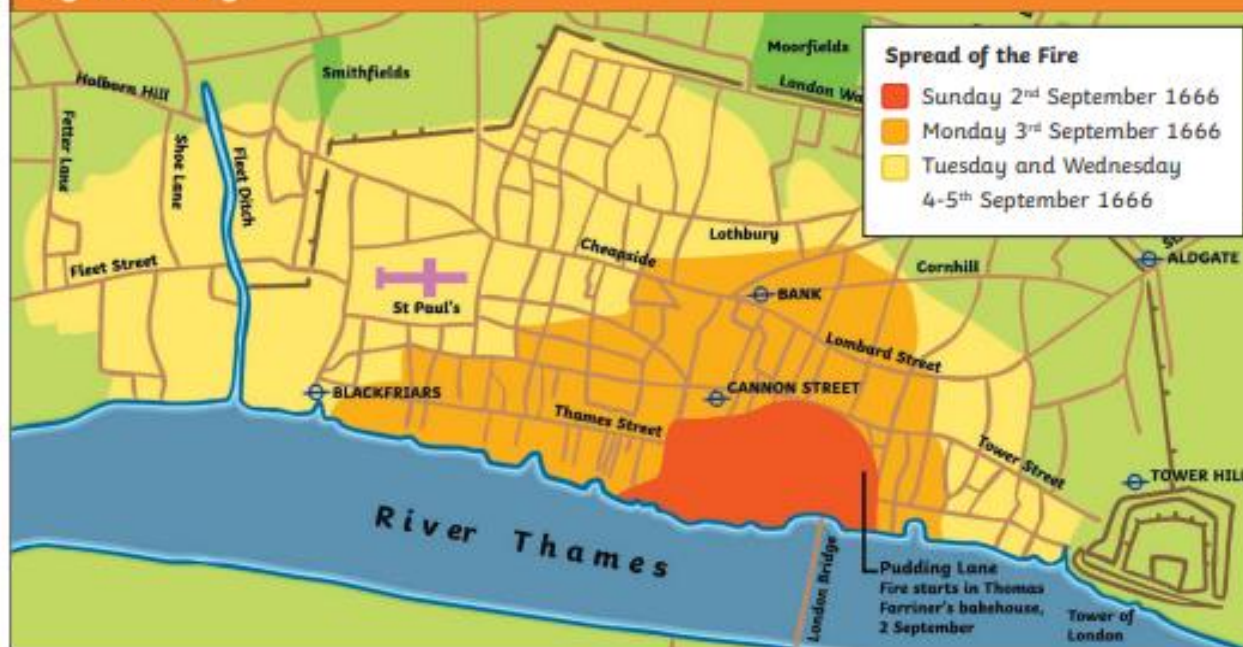 Spread of the Fire
Sunday 2nd September 1666
Monday 3rd September 1666
Tuesday and Wednesday
4-5th September 1666
Moorfields
Smithfields
Holborn Hill
London Wa
Fetter Lane
Shoe Lane
Fleet Ditch
Lothbury
Cheapside
Cornhill
ALDGATE
Fleet Street
BANK
St Paul's
Lombard Street
BLACKFRIARS
CANNON STREET
Thames Street
Tower Street
TOWER HILL
River Thames
London Bridge
Pudding Lane
Fire starts in Thomas
Farriner's bakehouse,
2 September
Tower of
London